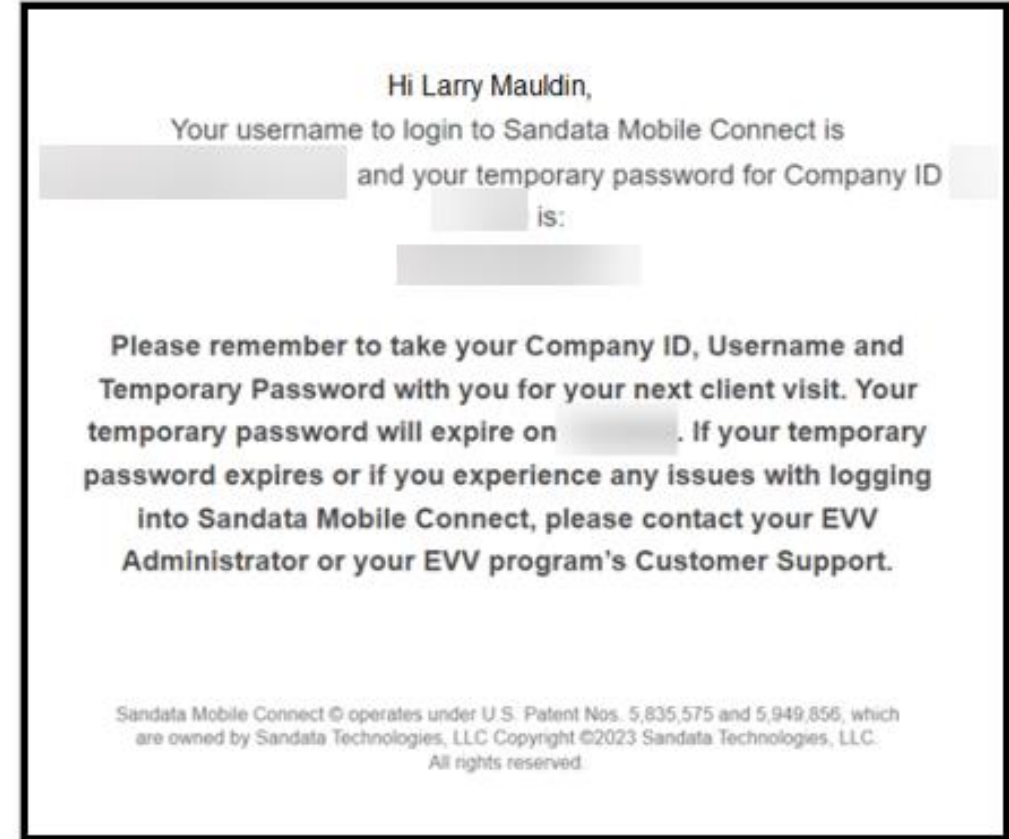 Hi Larry Mauldin,
Your username to login to Sandata Mobile Connect is
and your temporary password for Company ID
is:
Please remember to take your Company ID, Username and
Temporary Password with you for your next client visit. Your
temporary password will expire on . If your temporary
password expires or if you experience any issues with logging
into Sandata Mobile Connect, please contact your EVV
Administrator or your EVV program's Customer Support.
Sandata Mobile Connect © operates under U.S. Patent Nos. 5,835,575 and 5,949,856, which
are owned by Sandata Technologies, LLC Copyright ©2023 Sandata Technologies, LLC.
All rights reserved.